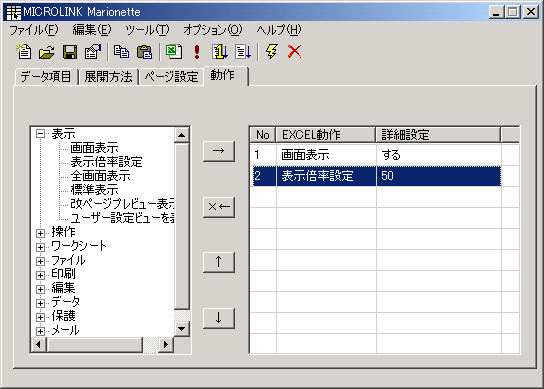 MICROLINK Marionette
ファイル(F) 編集(E) ツール(T) オプション(O) ヘルプ(H)
データ項目 展開方法 ページ設定 動作
表示
画面表示
表示倍率設定
全画面表示
標準表示
改ページプレビュー表示
ユーザー設定ビューを表
操作
ワークシート
ファイル
印刷
編集
データ
保護
メール
→
×←
↑
↓
No EXCEL動作 詳細設定
1 画面表示 する
2 表示倍率設定 50